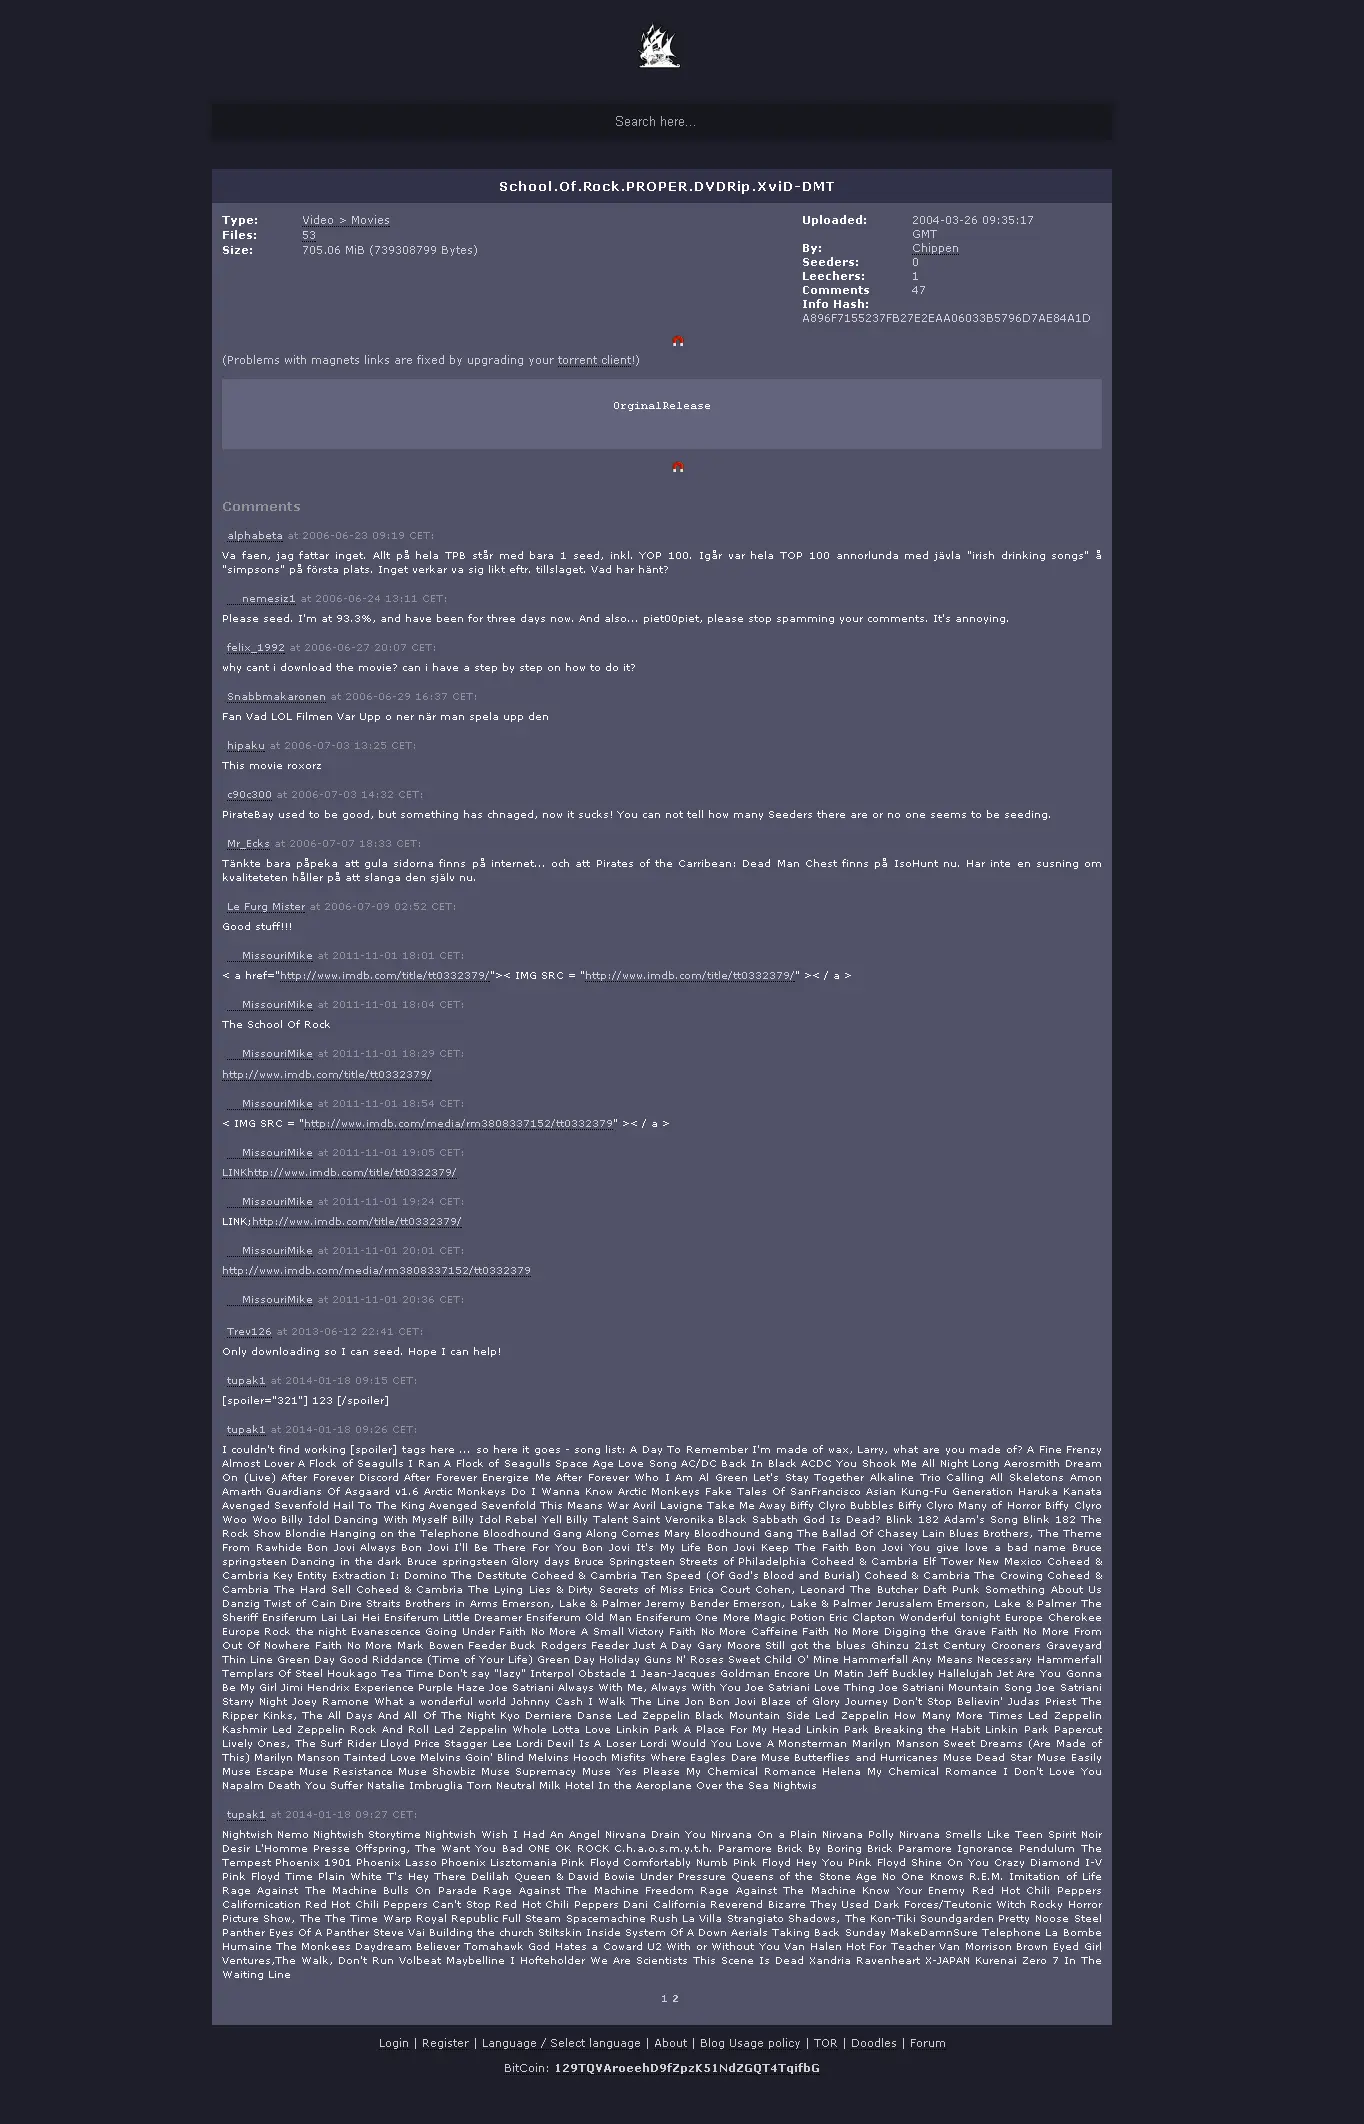 Search here...
School.Of.Rock.PROPER.DVDRip.XviD-DMT
Type: Video > Movies
Files: 53
Size: 705.06 MiB (739308799 Bytes)
Uploaded: 2004-03-26 09:35:17
GMT
By: Chippen
Seeders: 0
Leechers: 1
Comments 47
Info Hash:
A896F7155237FB27E2EAA06033B5796D7AE84A1D
(Problems with magnets links are fixed by upgrading your torrent client!)
OrginalRelease
Comments
alphabeta at 2006-06-23 09:19 CET:
Va faen, jag fattar inget. Allt på hela TPB står med bara 1 seed, inkl. YOP 100. Igår var hela TOP 100 annorlunda med jävla "irish drinking songs" å
"simpsons" på första plats. Inget verkar va sig likt eftr. tillslaget. Vad har hänt?
nemesiz1 at 2006-06-24 13:11 CET:
Please seed. I'm at 93.3%, and have been for three days now. And also... piet00piet, please stop spamming your comments. It's annoying.
felix_1992 at 2006-06-27 20:07 CET:
why cant i download the movie? can i have a step by step on how to do it?
Snabbmakaronen at 2006-06-29 16:37 CET:
Fan Vad LOL Filmen Var Upp o ner när man spela upp den
hipaku at 2006-07-03 13:25 CET:
This movie roxorz
c90c300 at 2006-07-03 14:32 CET:
PirateBay used to be good, but something has chnaged, now it sucks! You can not tell how many Seeders there are or no one seems to be seeding.
Mr_Ecks at 2006-07-07 18:33 CET:
Tänkte bara påpeka att gula sidorna finns på internet... och att Pirates of the Carribean: Dead Man Chest finns på IsoHunt nu. Har inte en susning om
kvaliteteten håller på att slanga den själv nu.
Le Furg Mister at 2006-07-09 02:52 CET:
Good stuff!!!
MissouriMike at 2011-11-01 18:01 CET:
< a href="http://www.imdb.com/title/tt0332379/">< IMG SRC = "http://www.imdb.com/title/tt0332379/" >< / a >
MissouriMike at 2011-11-01 18:04 CET:
The School Of Rock
MissouriMike at 2011-11-01 18:29 CET:
http://www.imdb.com/title/tt0332379/
MissouriMike at 2011-11-01 18:54 CET:
< IMG SRC = "http://www.imdb.com/media/rm3808337152/tt0332379" >< / a >
MissouriMike at 2011-11-01 19:05 CET:
LINKhttp://www.imdb.com/title/tt0332379/
MissouriMike at 2011-11-01 19:24 CET:
LINK;http://www.imdb.com/title/tt0332379/
MissouriMike at 2011-11-01 20:01 CET:
http://www.imdb.com/media/rm3808337152/tt0332379
MissouriMike at 2011-11-01 20:36 CET:
Trev126 at 2013-06-12 22:41 CET:
Only downloading so I can seed. Hope I can help!
tupak1 at 2014-01-18 09:15 CET:
[spoiler="321"] 123 [/spoiler]
tupak1 at 2014-01-18 09:26 CET:
I couldn't find working [spoiler] tags here ... so here it goes - song list: A Day To Remember I'm made of wax, Larry, what are you made of? A Fine Frenzy
Almost Lover A Flock of Seagulls I Ran A Flock of Seagulls Space Age Love Song AC/DC Back In Black ACDC You Shook Me All Night Long Aerosmith Dream
On (Live) After Forever Discord After Forever Energize Me After Forever Who I Am Al Green Let's Stay Together Alkaline Trio Calling All Skeletons Amon
Amarth Guardians Of Asgaard v1.6 Arctic Monkeys Do I Wanna Know Arctic Monkeys Fake Tales Of SanFrancisco Asian Kung-Fu Generation Haruka Kanata
Avenged Sevenfold Hail To The King Avenged Sevenfold This Means War Avril Lavigne Take Me Away Biffy Clyro Bubbles Biffy Clyro Many of Horror Biffy Clyro
Woo Woo Billy Idol Dancing With Myself Billy Idol Rebel Yell Billy Talent Saint Veronika Black Sabbath God Is Dead? Blink 182 Adam's Song Blink 182 The
Rock Show Blondie Hanging on the Telephone Bloodhound Gang Along Comes Mary Bloodhound Gang The Ballad Of Chasey Lain Blues Brothers, The Theme
From Rawhide Bon Jovi Always Bon Jovi I'll Be There For You Bon Jovi It's My Life Bon Jovi Keep The Faith Bon Jovi You give love a bad name Bruce
springsteen Dancing in the dark Bruce springsteen Glory days Bruce Springsteen Streets of Philadelphia Coheed & Cambria Elf Tower New Mexico Coheed &
Cambria Key Entity Extraction I: Domino The Destitute Coheed & Cambria Ten Speed (Of God's Blood and Burial) Coheed & Cambria The Crowing Coheed &
Cambria The Hard Sell Coheed & Cambria The Lying Lies & Dirty Secrets of Miss Erica Court Cohen, Leonard The Butcher Daft Punk Something About Us
Danzig Twist of Cain Dire Straits Brothers in Arms Emerson, Lake & Palmer Jeremy Bender Emerson, Lake & Palmer Jerusalem Emerson, Lake & Palmer The
Sheriff Ensiferum Lai Lai Hei Ensiferum Little Dreamer Ensiferum Old Man Ensiferum One More Magic Potion Eric Clapton Wonderful tonight Europe Cherokee
Europe Rock the night Evanescence Going Under Faith No More A Small Victory Faith No More Caffeine Faith No More Digging the Grave Faith No More From
Out Of Nowhere Faith No More Mark Bowen Feeder Buck Rodgers Feeder Just A Day Gary Moore Still got the blues Ghinzu 21st Century Crooners Graveyard
Thin Line Green Day Good Riddance (Time of Your Life) Green Day Holiday Guns N' Roses Sweet Child O' Mine Hammerfall Any Means Necessary Hammerfall
Templars Of Steel Houkago Tea Time Don't say "lazy" Interpol Obstacle 1 Jean-Jacques Goldman Encore Un Matin Jeff Buckley Hallelujah Jet Are You Gonna
Be My Girl Jimi Hendrix Experience Purple Haze Joe Satriani Always With Me, Always With You Joe Satriani Love Thing Joe Satriani Mountain Song Joe Satriani
Starry Night Joey Ramone What a wonderful world Johnny Cash I Walk The Line Jon Bon Jovi Blaze of Glory Journey Don't Stop Believin' Judas Priest The
Ripper Kinks, The All Days And All Of The Night Kyo Derniere Danse Led Zeppelin Black Mountain Side Led Zeppelin How Many More Times Led Zeppelin
Kashmir Led Zeppelin Rock And Roll Led Zeppelin Whole Lotta Love Linkin Park A Place For My Head Linkin Park Breaking the Habit Linkin Park Papercut
Lively Ones, The Surf Rider Lloyd Price Stagger Lee Lordi Devil Is A Loser Lordi Would You Love A Monsterman Marilyn Manson Sweet Dreams (Are Made of
This) Marilyn Manson Tainted Love Melvins Goin' Blind Melvins Hooch Misfits Where Eagles Dare Muse Butterflies and Hurricanes Muse Dead Star Muse Easily
Muse Escape Muse Resistance Muse Showbiz Muse Supremacy Muse Yes Please My Chemical Romance Helena My Chemical Romance I Don't Love You
Napalm Death You Suffer Natalie Imbruglia Torn Neutral Milk Hotel In the Aeroplane Over the Sea Nightwis
tupak1 at 2014-01-18 09:27 CET:
Nightwish Nemo Nightwish Storytime Nightwish Wish I Had An Angel Nirvana Drain You Nirvana On a Plain Nirvana Polly Nirvana Smells Like Teen Spirit Noir
Desir L'Homme Presse Offspring, The Want You Bad ONE OK ROCK C.h.a.o.s.m.y.t.h. Paramore Brick By Boring Brick Paramore Ignorance Pendulum The
Tempest Phoenix 1901 Phoenix Lasso Phoenix Lisztomania Pink Floyd Comfortably Numb Pink Floyd Hey You Pink Floyd Shine On You Crazy Diamond I-V
Pink Floyd Time Plain White T's Hey There Delilah Queen & David Bowie Under Pressure Queens of the Stone Age No One Knows R.E.M. Imitation of Life
Rage Against The Machine Bulls On Parade Rage Against The Machine Freedom Rage Against The Machine Know Your Enemy Red Hot Chili Peppers
Californication Red Hot Chili Peppers Can't Stop Red Hot Chili Peppers Dani California Reverend Bizarre They Used Dark Forces/Teutonic Witch Rocky Horror
Picture Show, The The Time Warp Royal Republic Full Steam Spacemachine Rush La Villa Strangiato Shadows, The Kon-Tiki Soundgarden Pretty Noose Steel
Panther Eyes Of A Panther Steve Vai Building the church Stiltskin Inside System Of A Down Aerials Taking Back Sunday MakeDamnSure Telephone La Bombe
Humaine The Monkees Daydream Believer Tomahawk God Hates a Coward U2 With or Without You Van Halen Hot For Teacher Van Morrison Brown Eyed Girl
Ventures,The Walk, Don't Run Volbeat Maybelline I Hofteholder We Are Scientists This Scene Is Dead Xandria Ravenheart X-JAPAN Kurenai Zero 7 In The
Waiting Line
1 2
Login | Register | Language / Select language | About | Blog Usage policy | TOR | Doodles | Forum
BitCoin: 129TQVAroeehD9fZpzK51NdZGQT4TqifbG